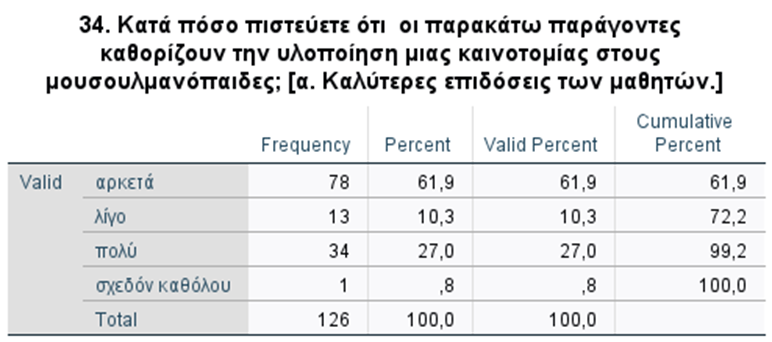 34. Κατά πόσο πιστεύετε ότι οι παρακάτω παράγοντες
καθορίζουν την υλοποίηση μιας καινοτομίας στους
μουσουλμανόπαιδες; [α. Καλύτερες επιδόσεις των μαθητών.]
Frequency Percent Valid Percent Cumulative Percent
Valid αρκετά 78 61,9 61,9 61,9
λίγο 13 10,3 10,3 72,2
πολύ 34 27,0 27,0 99,2
σχεδόν καθόλου 1 ,8 ,8 100,0
Total 126 100,0 100,0